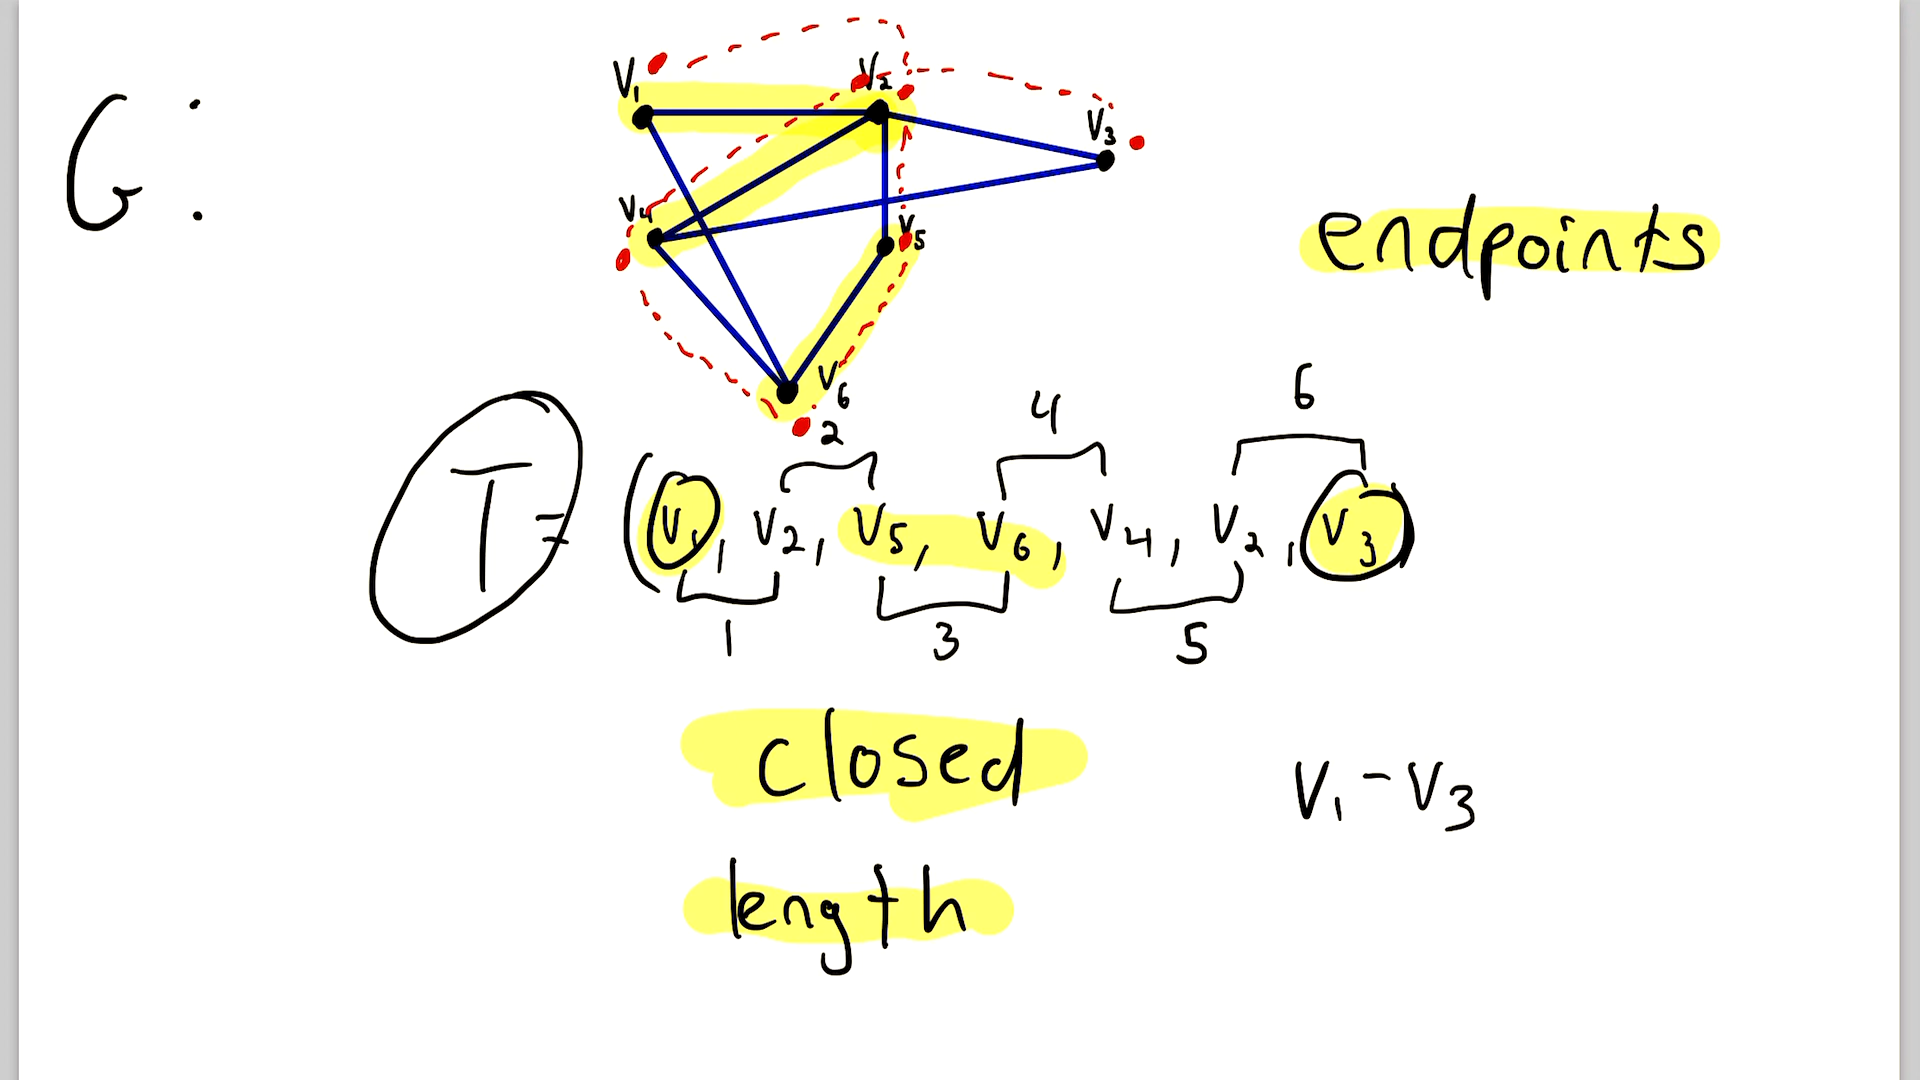 G :
V1
V2
V3
V4
V5
V6
endpoints
2 4 6
T = (V1, V2, V5, V6, V4, V2, V3)
1 3 5
closed
V1 - V3
length